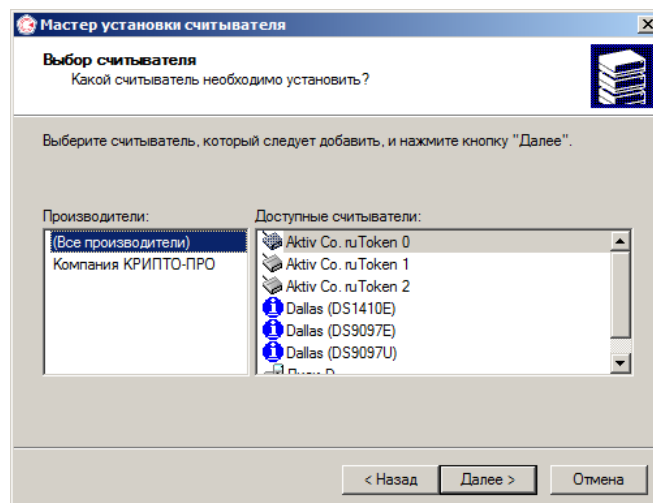 Мастер установки считывателя
Выбор считывателя
Какой считыватель необходимо установить?
Выберите считыватель, который следует добавить, и нажмите кнопку "Далее".
Производители:
(Все производители)
Компания КРИПТО-ПРО
Доступные считыватели:
Aktiv Co. ruToken 0
Aktiv Co. ruToken 1
Aktiv Co. ruToken 2
Dallas (DS1410E)
Dallas (DS9097E)
Dallas (DS9097U)
< Назад
Далее >
Отмена